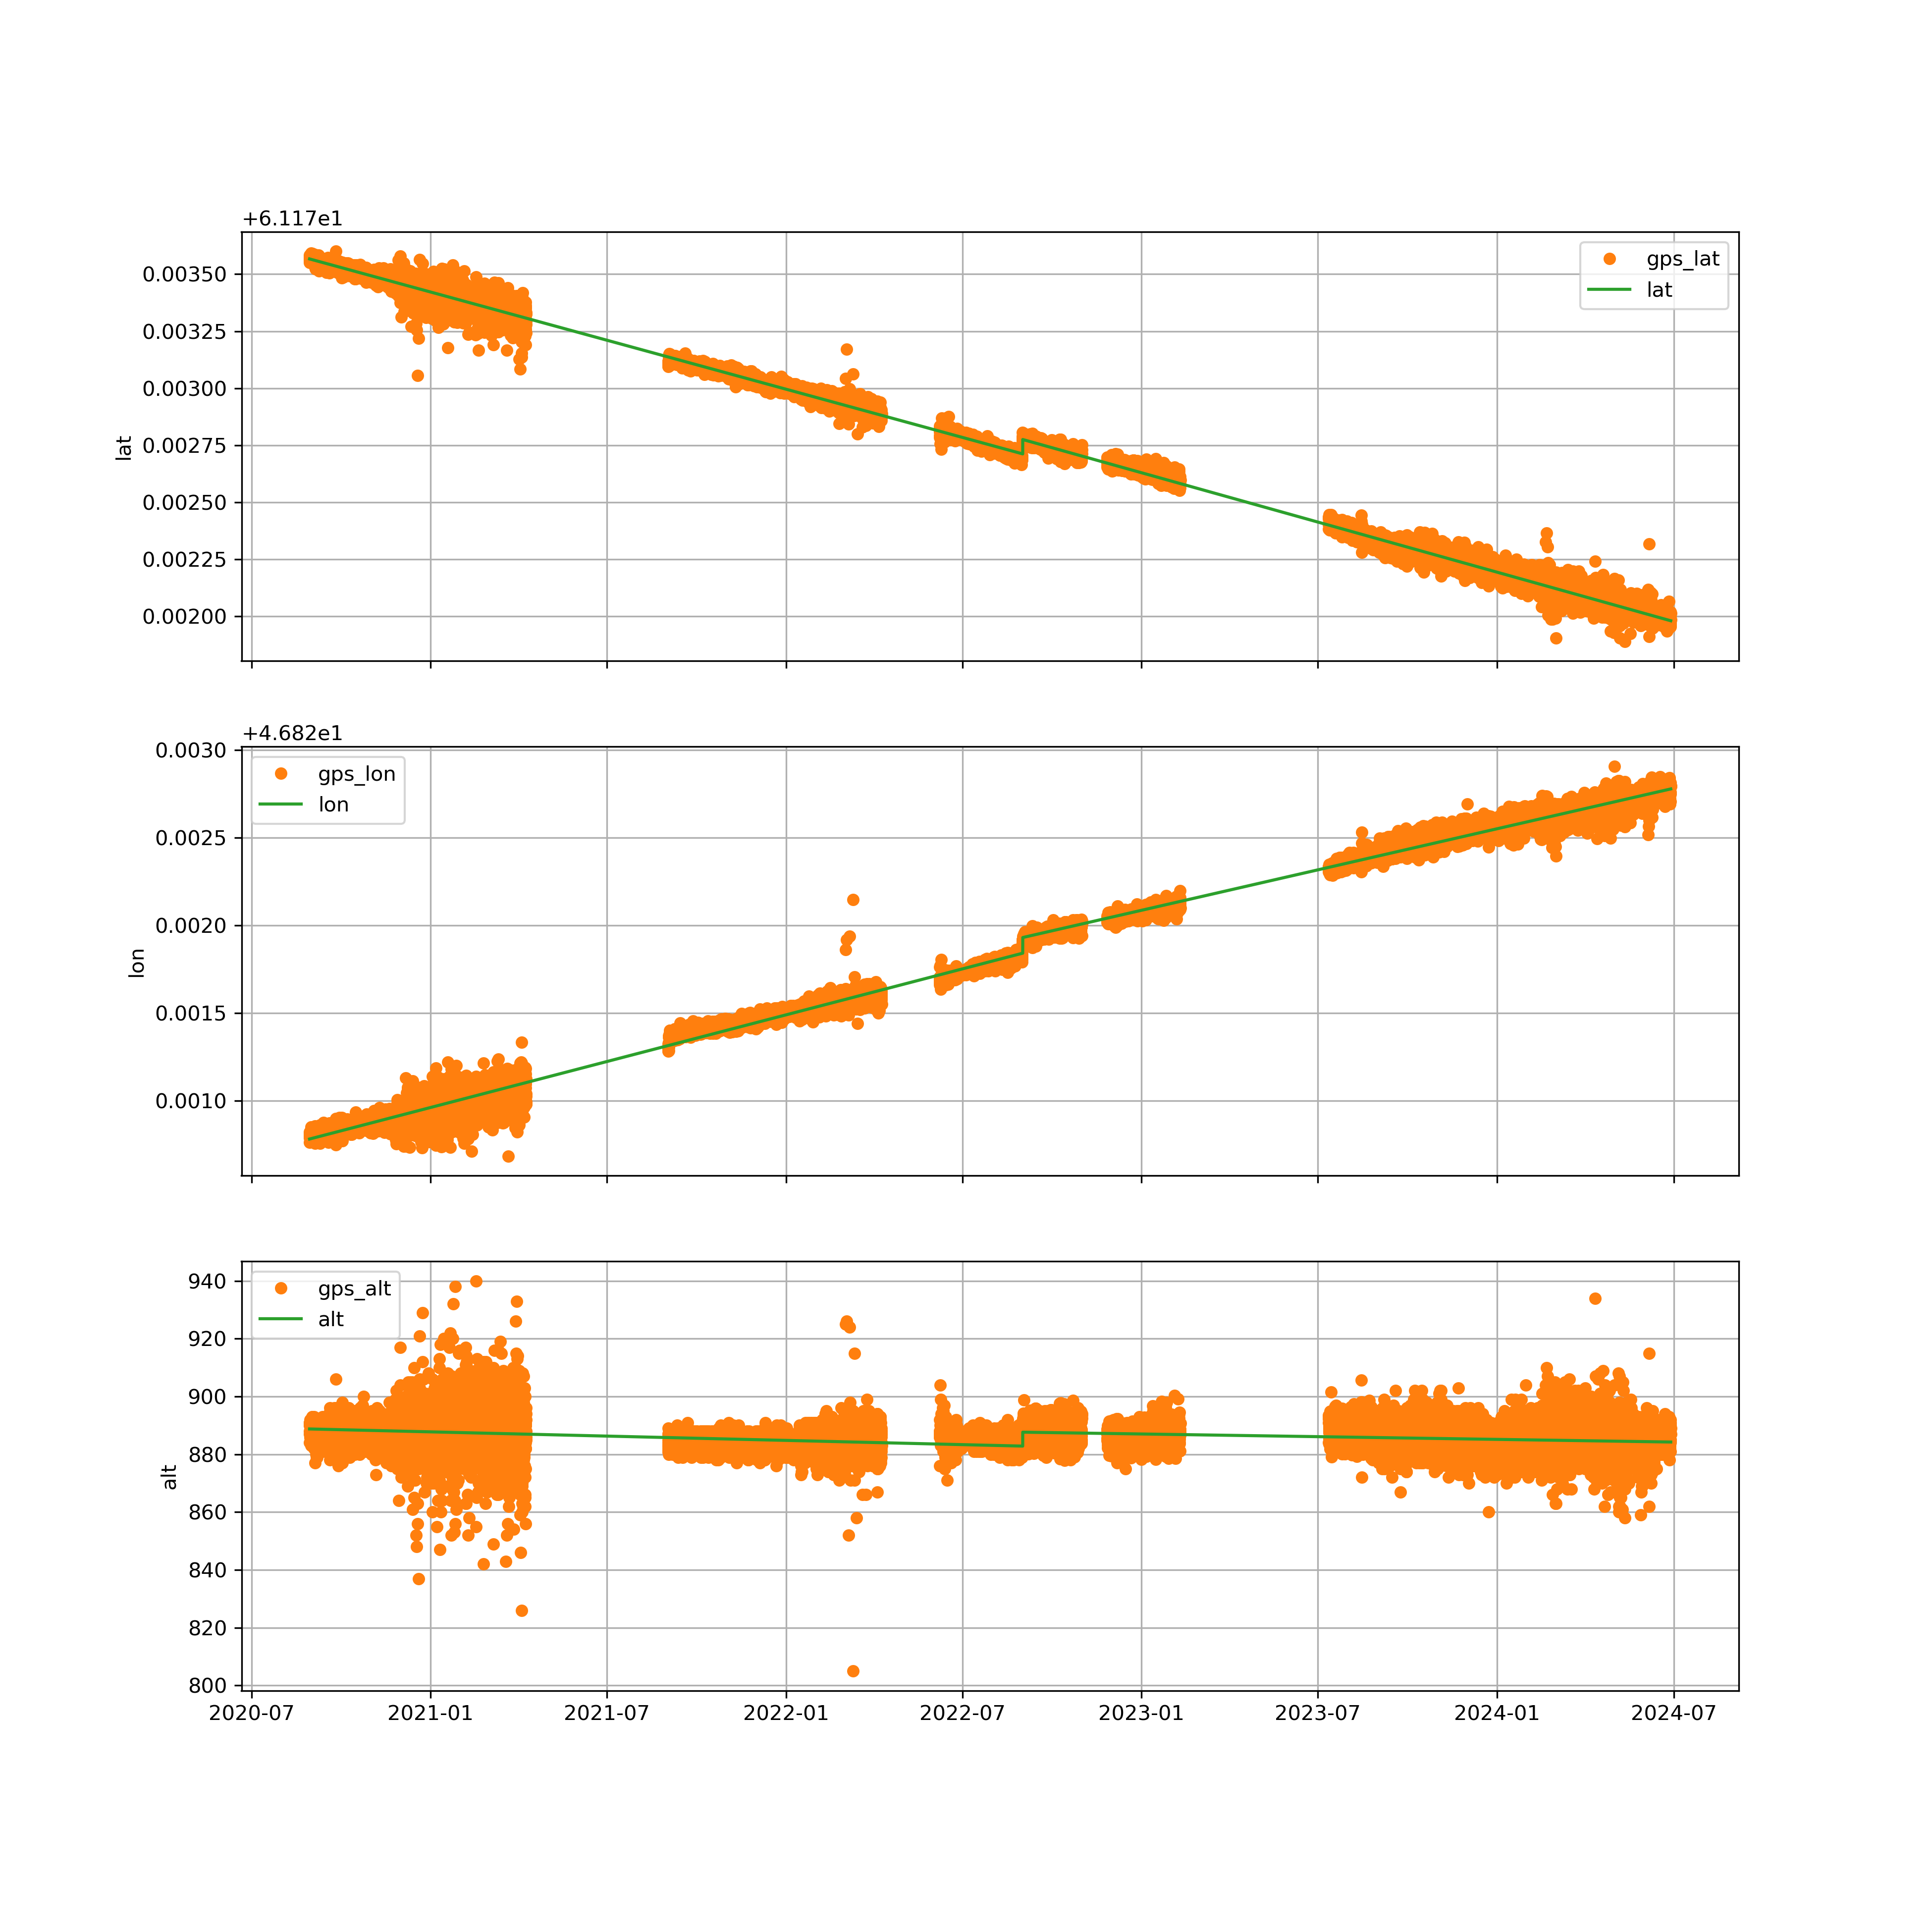 +6.117e1
0.00350
0.00325
0.00300
0.00275
0.00250
0.00225
0.00200
lat
gps_lat
lat
+4.682e1
0.0030
0.0025
0.0020
0.0015
0.0010
lon
gps_lon
lon
940
920
900
880
860
840
820
800
alt
gps_alt
alt
2020-07 2021-01 2021-07 2022-01 2022-07 2023-01 2023-07 2024-01 2024-07